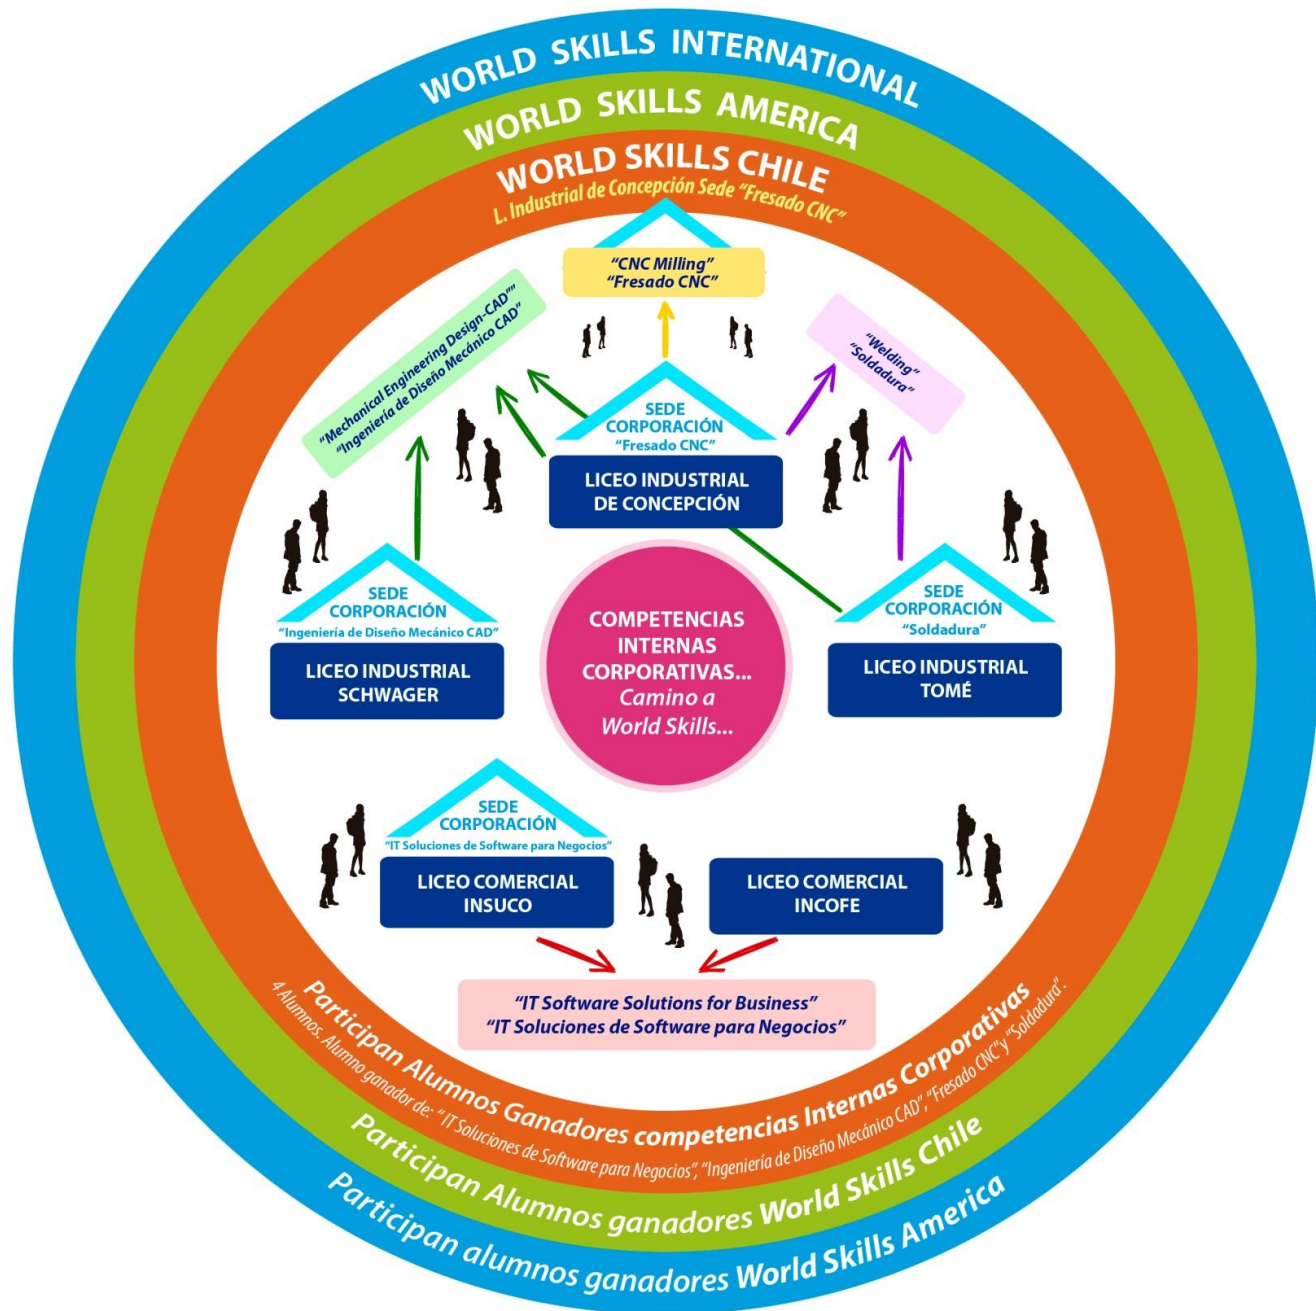 WORLD SKILLS INTERNATIONAL
WORLD SKILLS AMERICA
WORLD SKILLS CHILE
L. Industrial de Concepción Sede "Fresado CNC"
"CNC Milling"
"Fresado CNC"
"Mechanical Engineering Design-CAD""
"Ingeniería de Diseño Mecánico CAD"
"Welding"
"Soldadura"
SEDE
CORPORACIÓN
"Fresado CNC"
LICEO INDUSTRIAL
DE CONCEPCIÓN
SEDE
CORPORACIÓN
"Ingeniería de Diseño Mecánico CAD"
LICEO INDUSTRIAL
SCHWAGER
COMPETENCIAS
INTERNAS
CORPORATIVAS...
Camino a
World Skills...
SEDE
CORPORACIÓN
"Soldadura"
LICEO INDUSTRIAL
TOMÉ
SEDE
CORPORACIÓN
"IT Soluciones de Software para Negocios"
LICEO COMERCIAL
INSUCO
LICEO COMERCIAL
INCOFE
"IT Software Solutions for Business"
"IT Soluciones de Software para Negocios"
Participan Alumnos Ganadores competencias Internas Corporativas
4 Alumnos. Alumno ganador de: "IT Soluciones de Software para Negocios", "Ingeniería de Diseño Mecánico CAD", "Fresado CNC" y "Soldadura".
Participan Alumnos ganadores World Skills Chile
Participan alumnos ganadores World Skills America